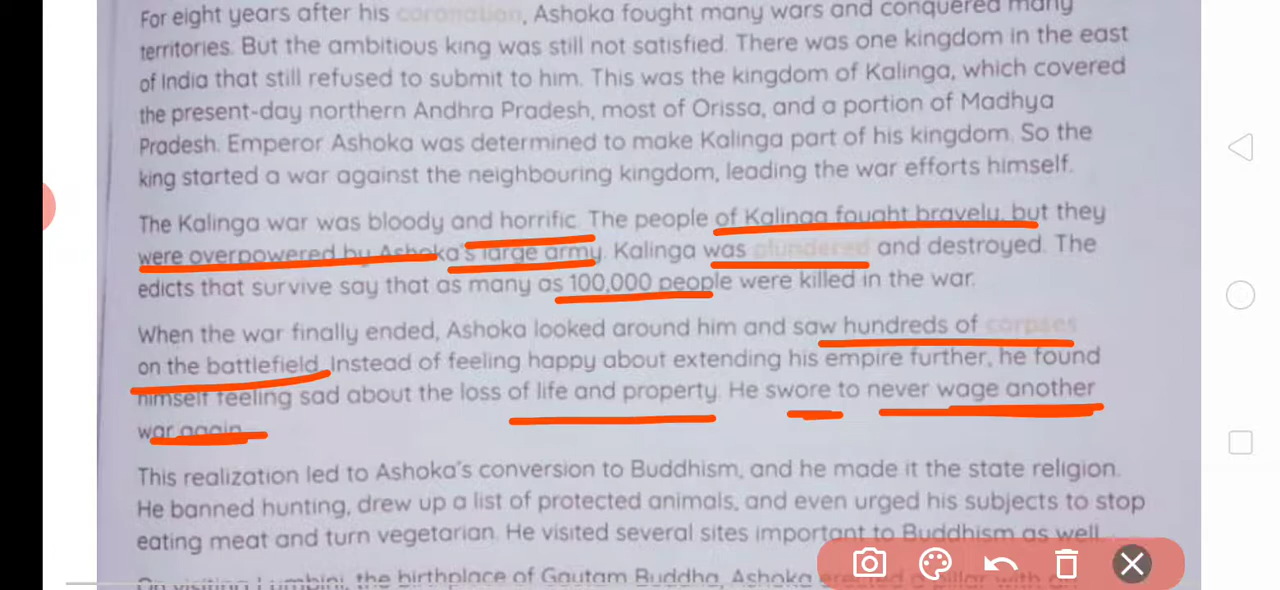 For eight years after his coronation, Ashoka fought many wars and conquered many
territories. But the ambitious king was still not satisfied. There was one kingdom in the east
of India that still refused to submit to him. This was the kingdom of Kalinga, which covered
the present-day northern Andhra Pradesh, most of Orissa, and a portion of Madhya
Pradesh. Emperor Ashoka was determined to make Kalinga part of his kingdom. So the
king started a war against the neighbouring kingdom, leading the war efforts himself.
The Kalinga war was bloody and horrific. The people of Kalinga fought bravely, but they
were overpowered by Ashoka's large army. Kalinga was plundered and destroyed. The
edicts that survive say that as many as 100,000 people were killed in the war.
When the war finally ended, Ashoka looked around him and saw hundreds of corpses
on the battlefield. Instead of feeling happy about extending his empire further, he found
himself feeling sad about the loss of life and property. He swore to never wage another
war again.
This realization led to Ashoka's conversion to Buddhism, and he made it the state religion.
He banned hunting, drew up a list of protected animals, and even urged his subjects to stop
eating meat and turn vegetarian. He visited several sites important to Buddhism as well.
On visiting Lumbini, the birthplace of Gautam Buddha, Ashoka erected a pillar with an